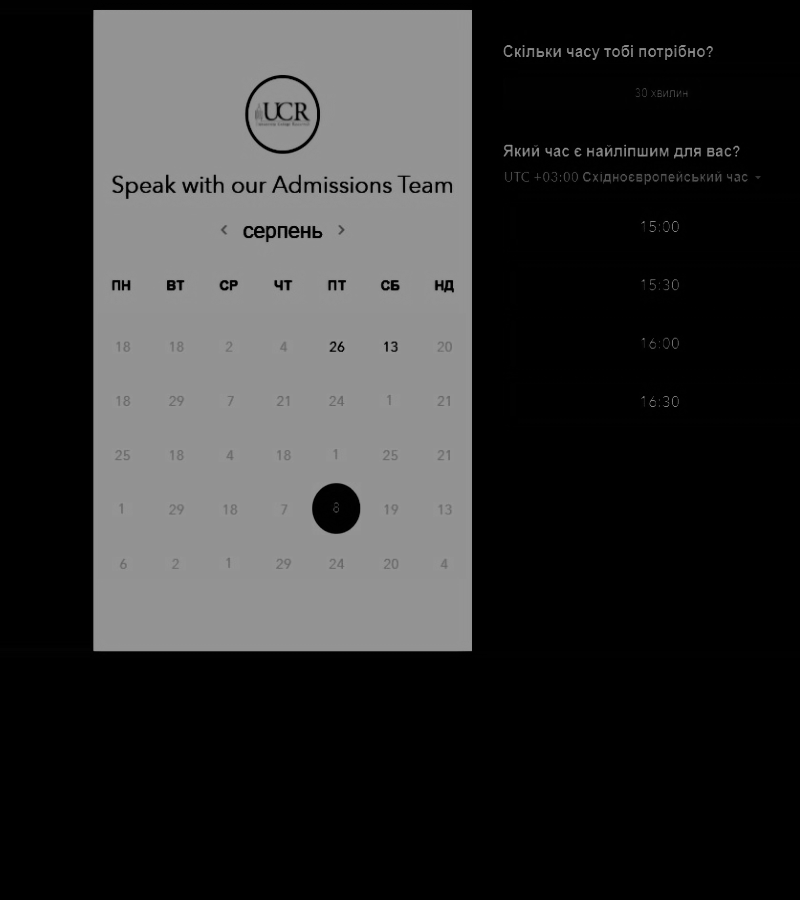 UCR
Speak with our Admissions Team
серпень
ПН ВТ СР ЧТ ПТ СБ НД
18 18 2 4 26 13 20
18 29 7 21 24 1 21
25 18 4 18 1 25 21
1 29 18 7 8 19 13
6 2 1 29 24 20 4
Скільки часу тобі потрібно?
30 хвилин
Який час є найліпшим для вас?
UTC +03:00 Східноєвропейський час
15:00
15:30
16:00
16:30